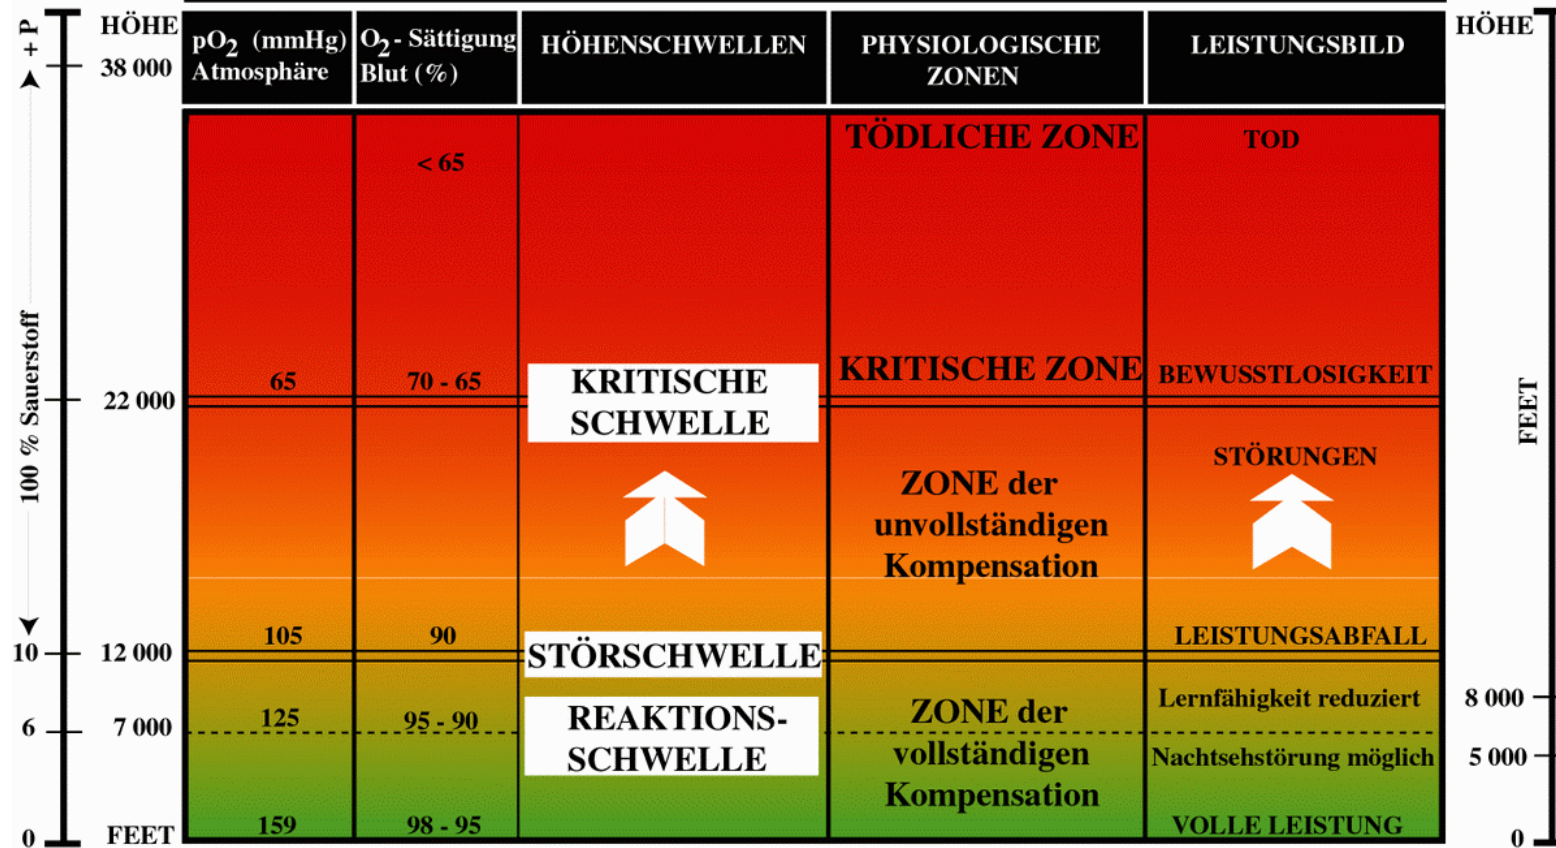 HÖHE
pO2 (mmHg)
Atmosphäre
O2 - Sättigung
Blut (%)
HÖHENSCHWELLEN
PHYSIOLOGISCHE
ZONEN
LEISTUNGSBILD
HÖHE
+ P
100 % Sauerstoff
38 000
TÖDLICHE ZONE
TOD
< 65
65
70 - 65
KRITISCHE
SCHWELLE
KRITISCHE ZONE
BEWUSSTLOSIGKEIT
22 000
FEET
STÖRUNGEN
ZONE der
unvollständigen
Kompensation
105
90
LEISTUNGSABFALL
10
12 000
STÖRSCHWELLE
Lernfähigkeit reduziert
8 000
6
7 000
125
95 - 90
REAKTIONS-
SCHWELLE
ZONE der
vollständigen
Kompensation
Nachtsehstörung möglich
5 000
0
FEET
159
98 - 95
VOLLE LEISTUNG
0